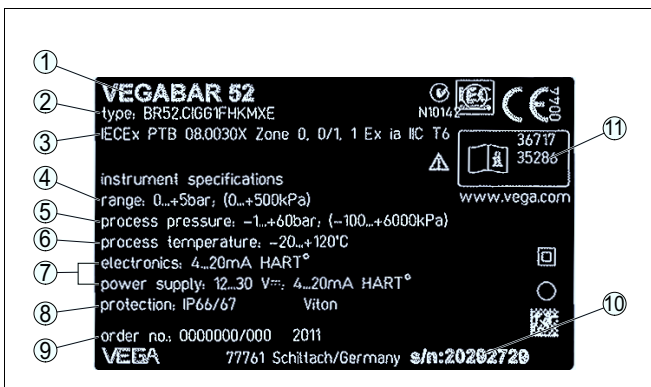 1
VEGABAR 52
2
type: BR52.CIGG1FHKMXE
N10142
IEC
Ex
CE
0044
3
IECEx PTB 08.0030X Zone 0, 0/1, 1 Ex ia IIC T6
36717
35286
11
www.vega.com
instrument specifications
4
range: 0...+5bar; (0...+500kPa)
5
process pressure: -1...+60bar; (-100...+6000kPa)
6
process temperature: -20...+120°C
7
electronics: 4...20mA HART®
power supply: 12...30 V⎓; 4...20mA HART®
8
protection: IP66/67 Viton
10
9
order no.: 0000000/000 2011
VEGA 77761 Schiltach/Germany s/n:20202720